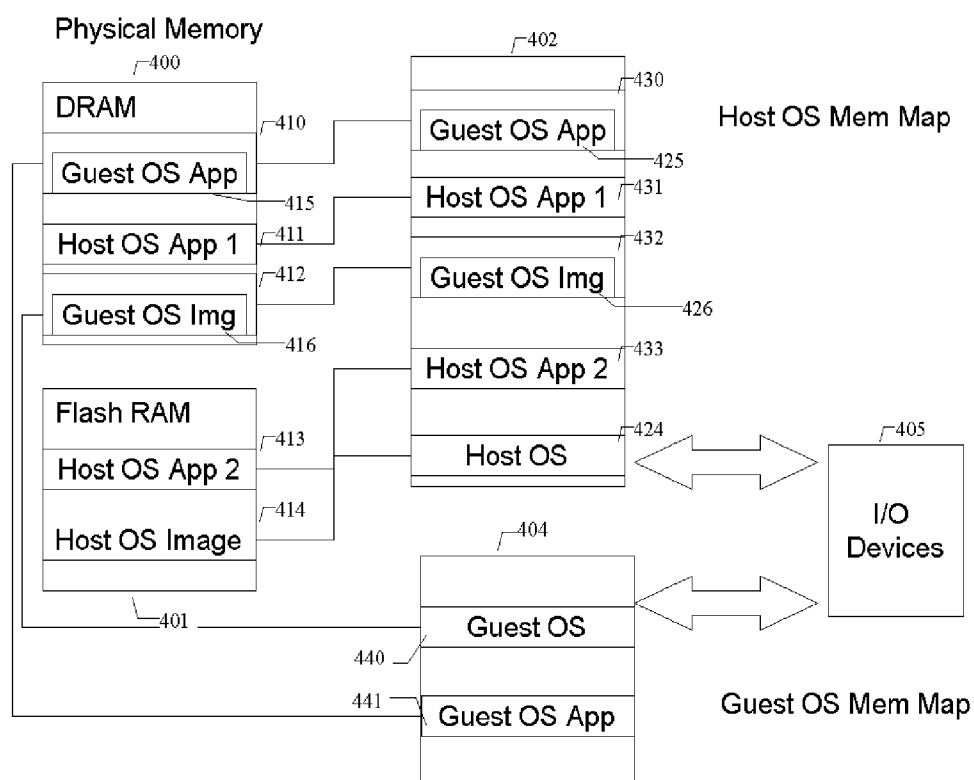 Physical Memory
400
DRAM
410
Guest OS App
415
Host OS App 1
411
412
Guest OS Img
416
Flash RAM
413
Host OS App 2
414
Host OS Image
401
402
430
Guest OS App
425
Host OS App 1
431
432
Guest OS Img
426
433
Host OS App 2
424
Host OS
Host OS Mem Map
405
I/O
Devices
404
Guest OS
440
441
Guest OS App
Guest OS Mem Map